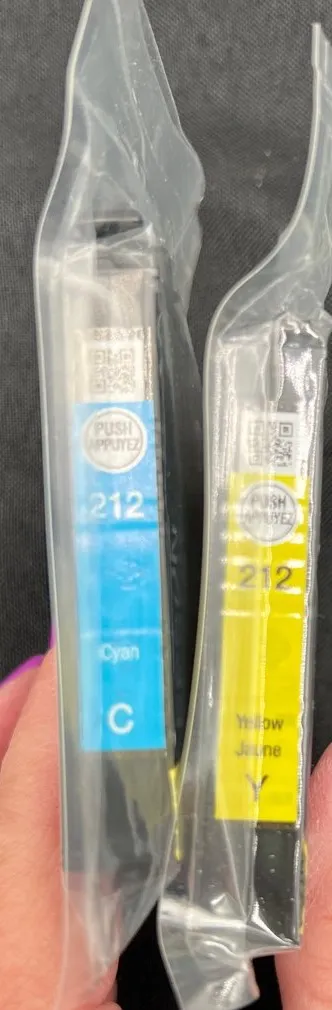 PUSH
APPUYEZ
212
Cyan
C
PUSH
APPUYEZ
212
Yellow
Jaune
Y